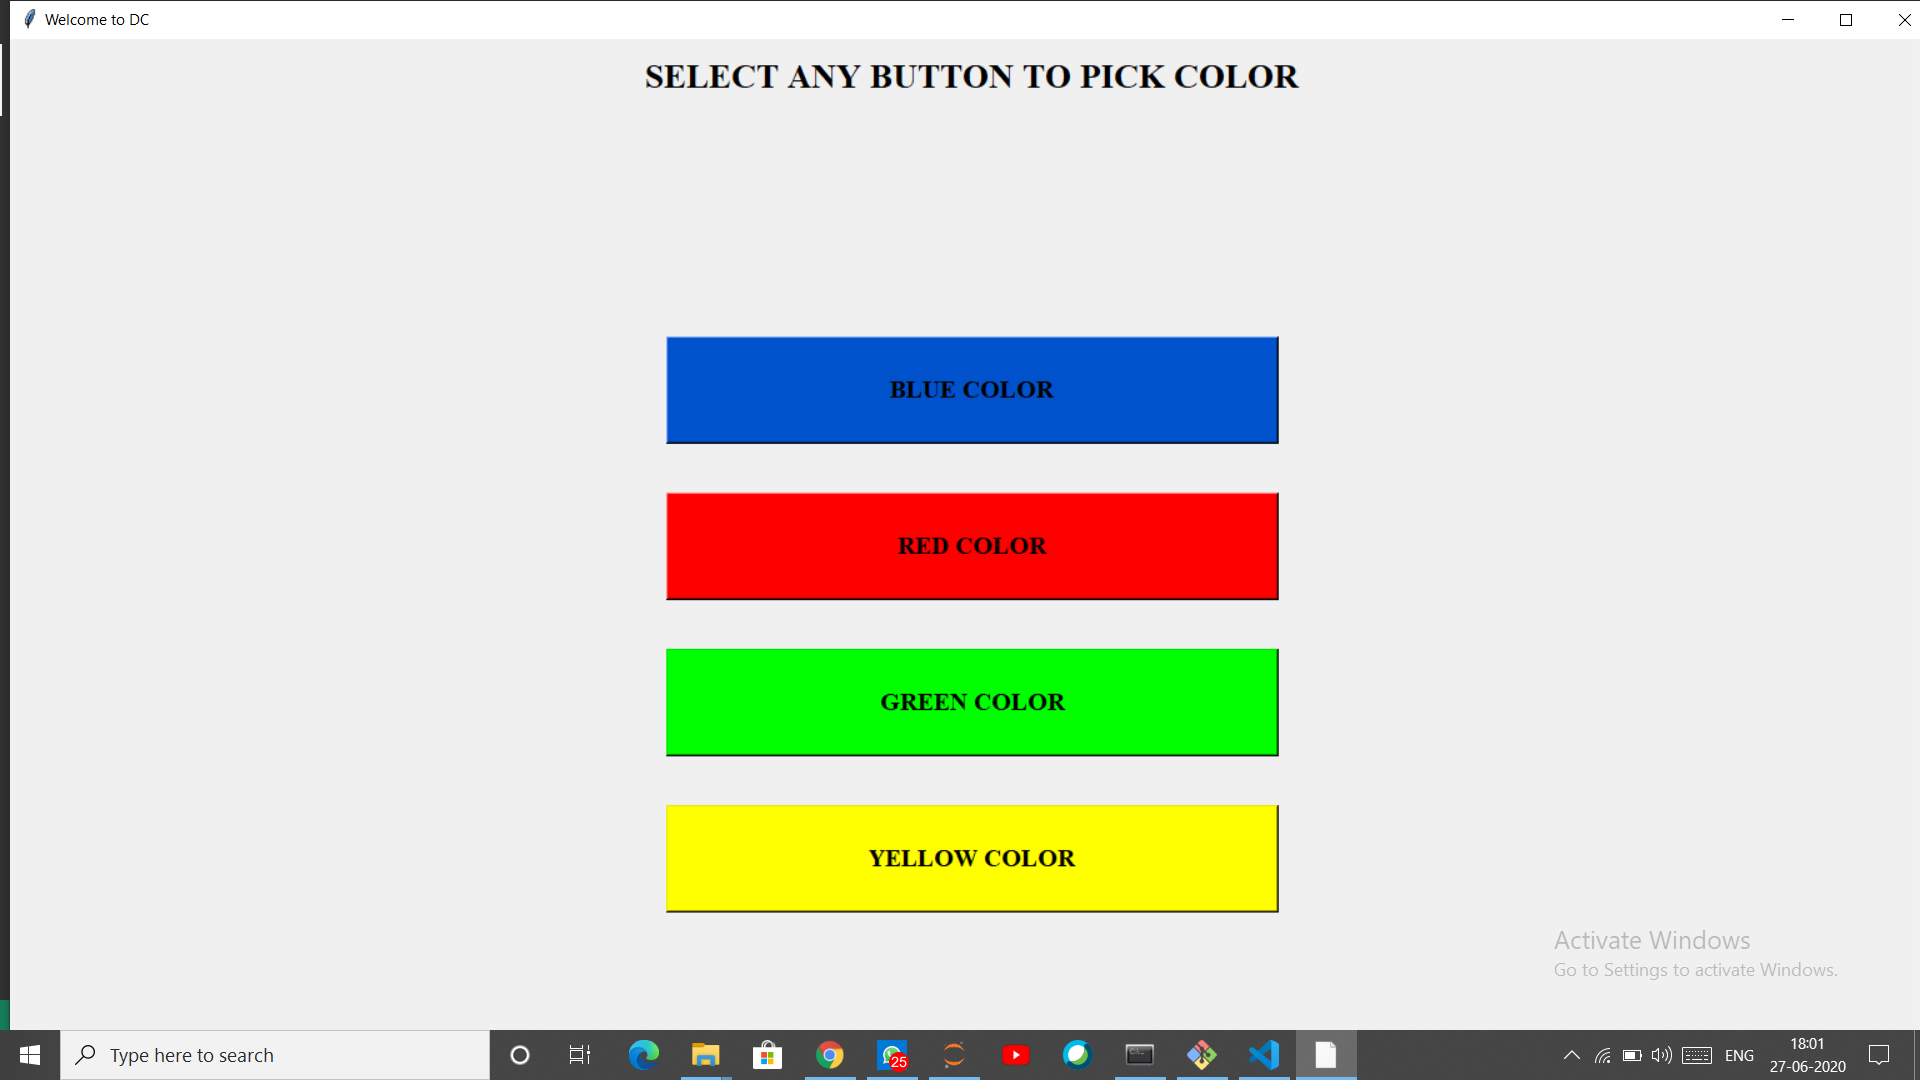 Welcome to DC
SELECT ANY BUTTON TO PICK COLOR
BLUE COLOR
RED COLOR
GREEN COLOR
YELLOW COLOR
Activate Windows
Go to Settings to activate Windows.
Type here to search
25
ENG
18:01
27-06-2020